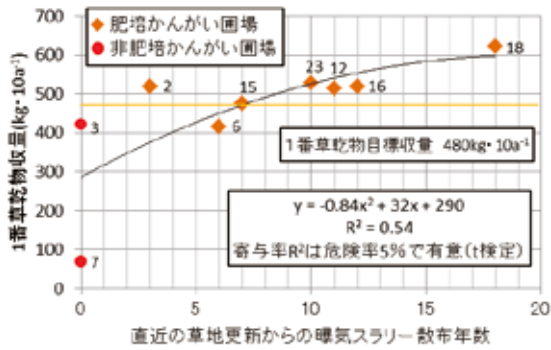 1番草乾物収量(kg・10a⁻¹)
700
600
500
400
300
200
100
0
肥培かんがい圃場
非肥培かんがい圃場
2
3
6
7
15
23
12
16
18
1番草乾物目標収量 480kg・10a⁻¹
y = -0.84x² + 32x + 290
R² = 0.54
寄与率R²は危険率5%で有意(t検定)
0 5 10 15 20
直近の草地更新からの曝気スラリー散布年数